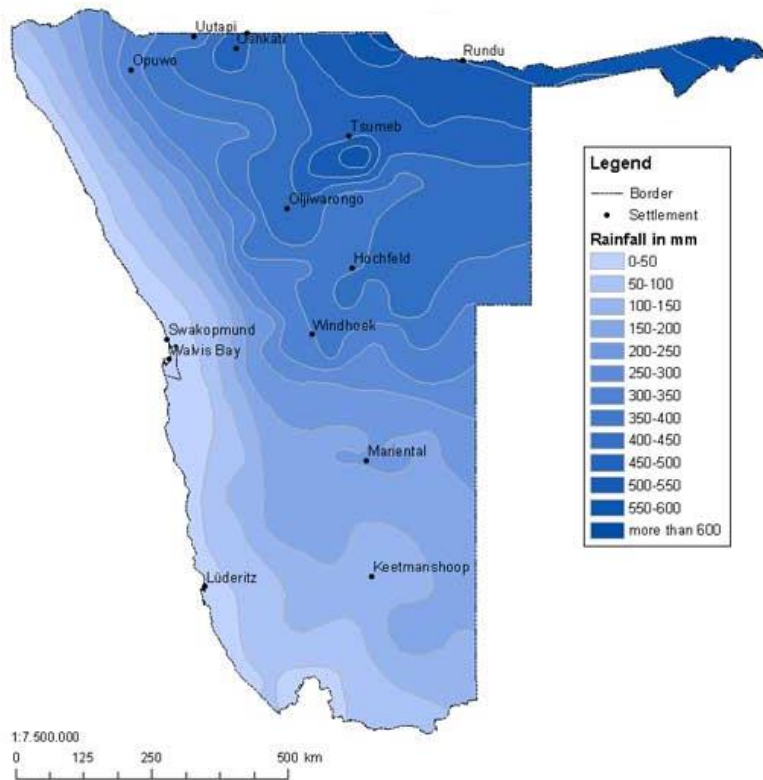 Uutapi
Oshkati
Opuwo
Rundu
Tsumeb
Otjiwarongo
Hochfeld
Swakopmund
Windhoek
Walvis Bay
Mariental
Keetmanshoop
Lüderitz
Legend
Border
Settlement
Rainfall in mm
0-50
50-100
100-150
150-200
200-250
250-300
300-350
350-400
400-450
450-500
500-550
550-600
more than 600
1:7.500.000
0 125 250 500 km